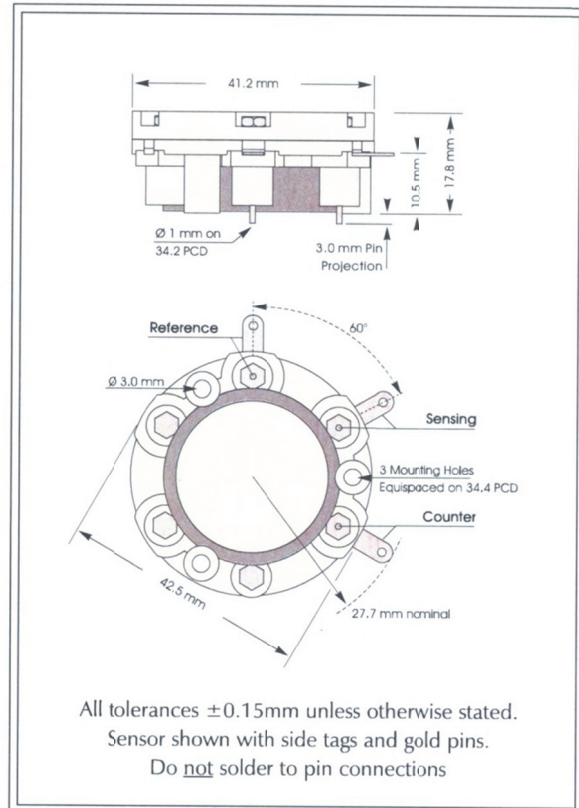 41.2 mm
10.5 mm
17.8 mm
Ø 1 mm on
34.2 PCD
3.0 mm Pin
Projection
Reference
60°
Ø 3.0 mm
Sensing
3 Mounting Holes
Equispaced on 34.4 PCD
Counter
42.5 mm
27.7 mm nominal
All tolerances ±0.15mm unless otherwise stated.
Sensor shown with side tags and gold pins.
Do not solder to pin connections